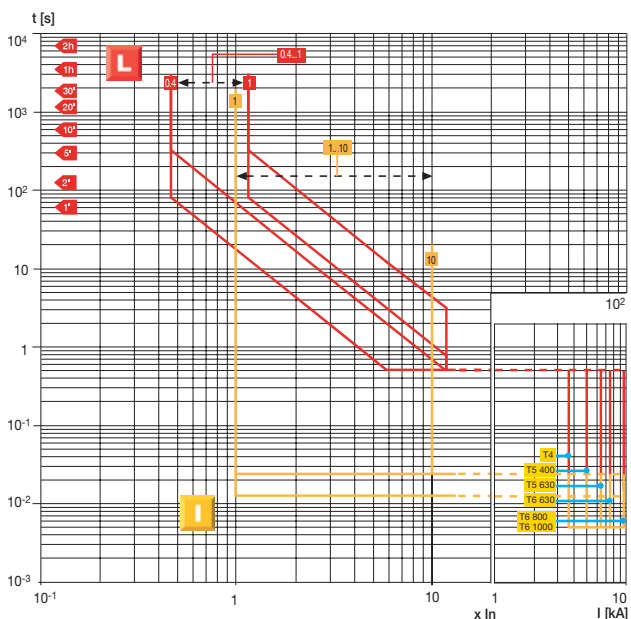 t [s]
10⁴
2h
L
0.4...1
1h
0.4
1
30'
1
20'
10³
10'
1...10
5'
2'
10²
1'
10
10
10²
1
10⁻¹
T4
T5 400
T5 630
10⁻²
I
T6 630
T6 800
T6 1000
10⁻³
10⁻¹
1
10
1
10
x In
I [kA]